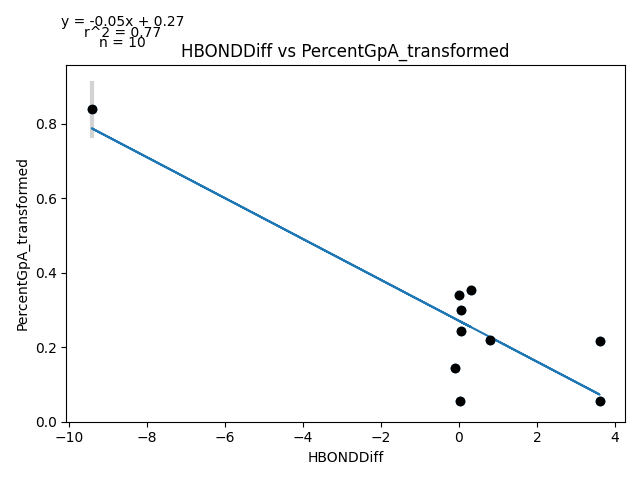 y = -0.05x + 0.27
r^2 = 0.77
n = 10
HBONDDiff vs PercentGpA_transformed
PercentGpA_transformed
0.8
0.6
0.4
0.2
0.0
−10
−8
−6
−4
−2
0
2
4
HBONDDiff